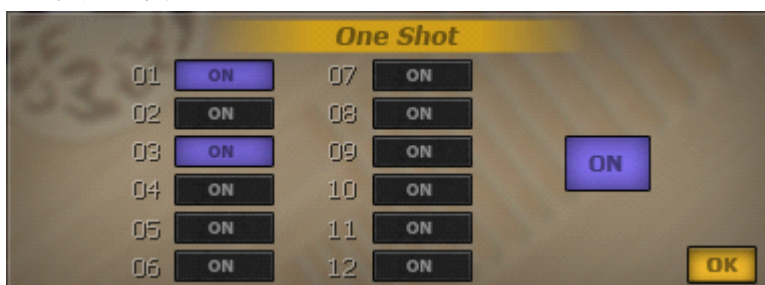 One Shot
01 ON 07 ON
02 ON 08 ON
03 ON 09 ON
ON
04 ON 10 ON
05 ON 11 ON
06 ON 12 ON
OK